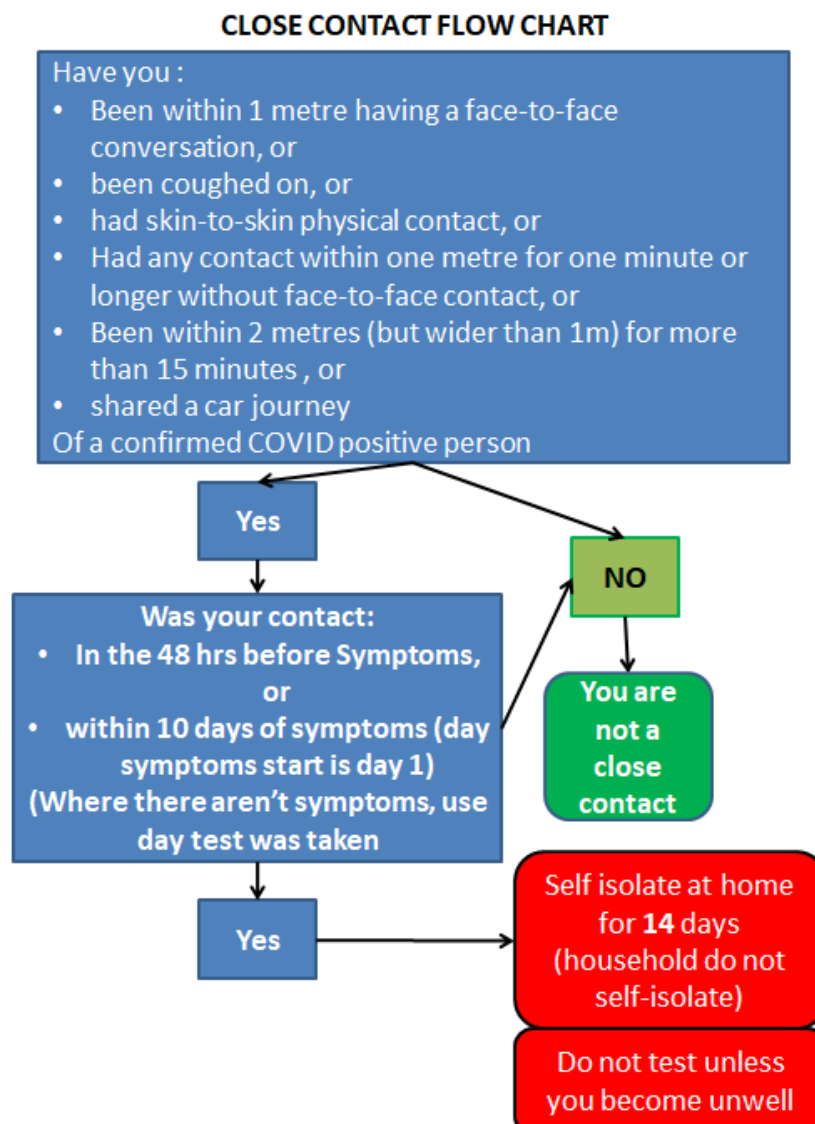 CLOSE CONTACT FLOW CHART
Have you :
• Been within 1 metre having a face-to-face
conversation, or
• been coughed on, or
• had skin-to-skin physical contact, or
• Had any contact within one metre for one minute or
longer without face-to-face contact, or
• Been within 2 metres (but wider than 1m) for more
than 15 minutes , or
• shared a car journey
Of a confirmed COVID positive person
Yes
NO
Was your contact:
• In the 48 hrs before Symptoms,
or
• within 10 days of symptoms (day
symptoms start is day 1)
(Where there aren't symptoms, use
day test was taken
You are
not a
close
contact
Yes
Self isolate at home
for 14 days
(household do not
self-isolate)
Do not test unless
you become unwell